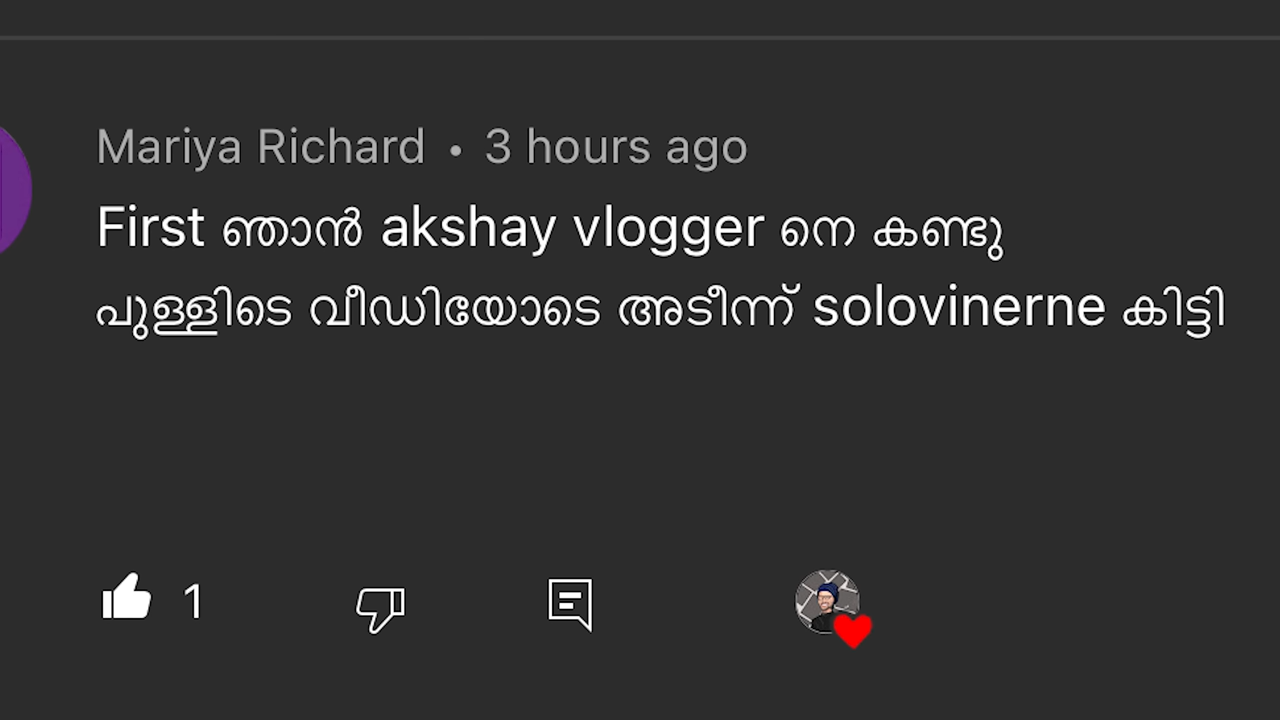 Mariya Richard • 3 hours ago
First ഞാൻ akshay vlogger നെ കണ്ടു
പുള്ളിടെ വീഡിയോടെ അടീന്ന് solovinerne കിട്ടി
1